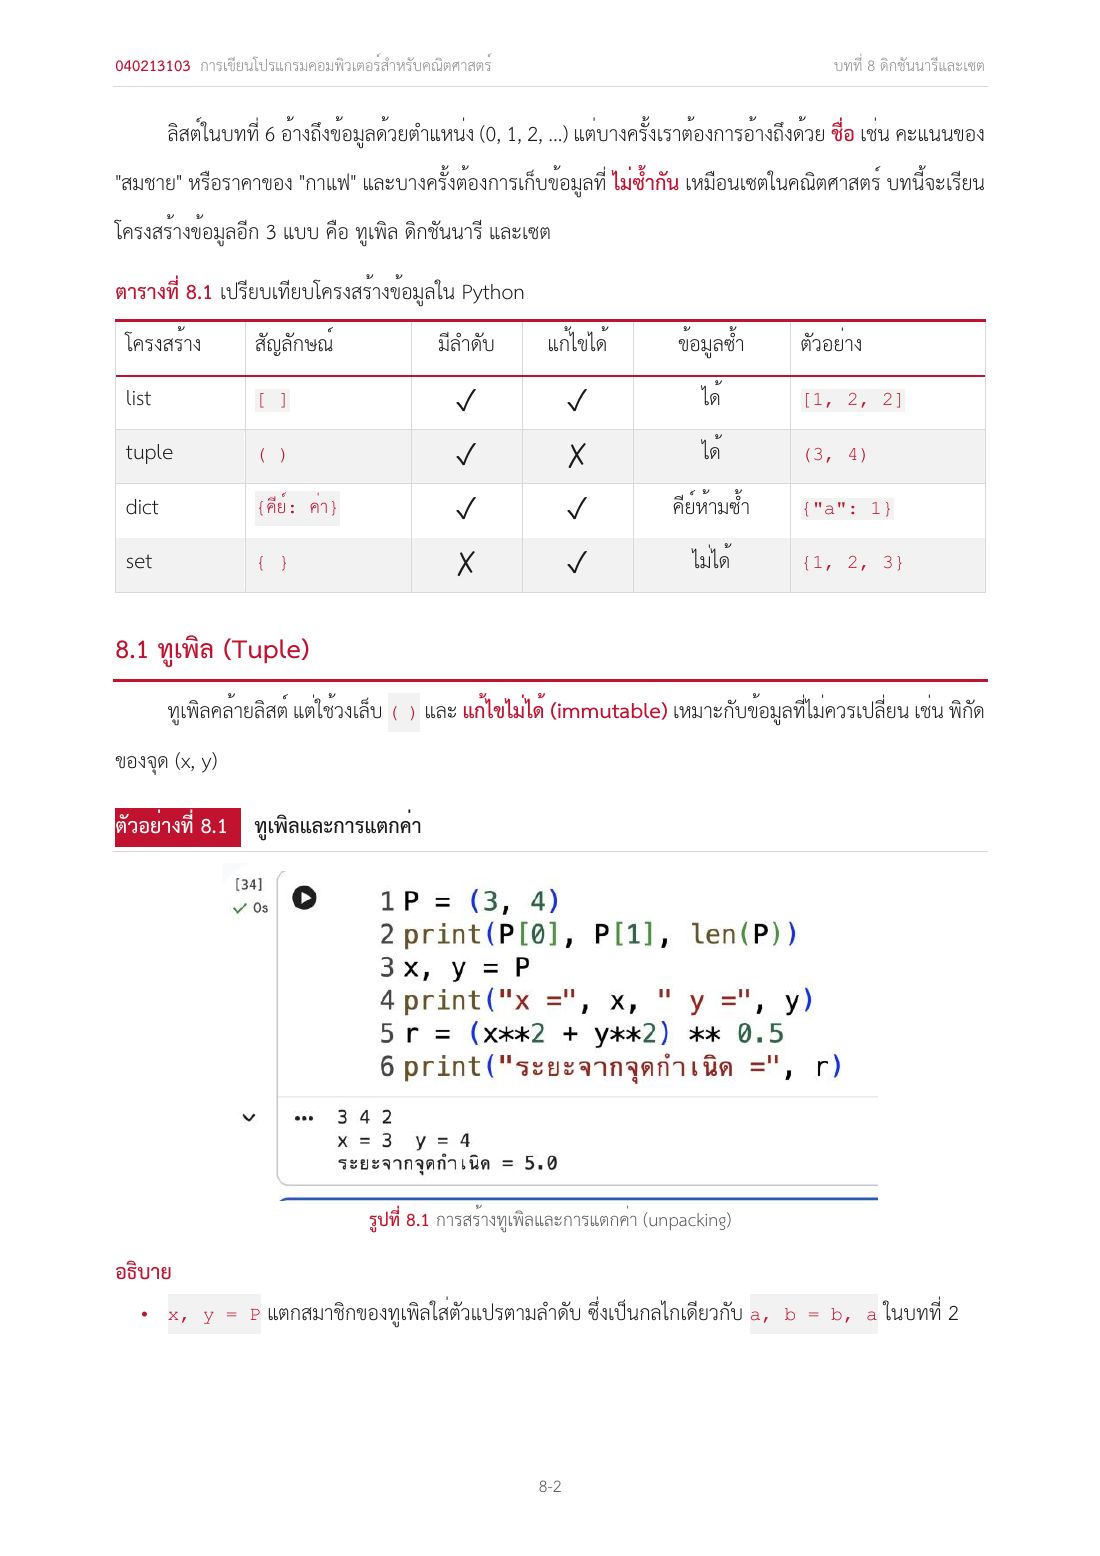 040213103 การเขียนโปรแกรมคอมพิวเตอร์สำหรับคณิตศาสตร์ บทที่ 8 ดิกชันนารีและเซต
ลิสต์ในบทที่ 6 อ้างถึงข้อมูลด้วยตำแหน่ง (0, 1, 2, ...) แต่บางครั้งเราต้องการอ้างถึงด้วย ชื่อ เช่น คะแนนของ
"สมชาย" หรือราคาของ "กาแฟ" และบางครั้งต้องการเก็บข้อมูลที่ ไม่ซ้ำกัน เหมือนเซตในคณิตศาสตร์ บทนี้จะเรียน
โครงสร้างข้อมูลอีก 3 แบบ คือ ทูเพิล ดิกชันนารี และเซต
ตารางที่ 8.1 เปรียบเทียบโครงสร้างข้อมูลใน Python
โครงสร้าง สัญลักษณ์ มีลำดับ แก้ไขได้ ข้อมูลซ้ำ ตัวอย่าง
list [ ] ✓ ✓ ได้ [1, 2, 2]
tuple ( ) ✓ ✗ ได้ (3, 4)
dict {คีย์: ค่า} ✓ ✓ คีย์ห้ามซ้ำ {"a": 1}
set { } ✗ ✓ ไม่ได้ {1, 2, 3}
8.1 ทูเพิล (Tuple)
ทูเพิลคล้ายลิสต์ แต่ใช้วงเล็บ ( ) และ แก้ไขไม่ได้ (immutable) เหมาะกับข้อมูลที่ไม่ควรเปลี่ยน เช่น พิกัด
ของจุด (x, y)
ตัวอย่างที่ 8.1 ทูเพิลและการแตกค่า
[34]
✓ 0s
1 P = (3, 4)
2 print(P[0], P[1], len(P))
3 x, y = P
4 print("x =", x, " y =", y)
5 r = (x**2 + y**2) ** 0.5
6 print("ระยะจากจุดกำเนิด =", r)
... 3 4 2
x = 3  y = 4
ระยะจากจุดกำเนิด = 5.0
รูปที่ 8.1 การสร้างทูเพิลและการแตกค่า (unpacking)
อธิบาย
• x, y = P แตกสมาชิกของทูเพิลใส่ตัวแปรตามลำดับ ซึ่งเป็นกลไกเดียวกับ a, b = b, a ในบทที่ 2
8-2